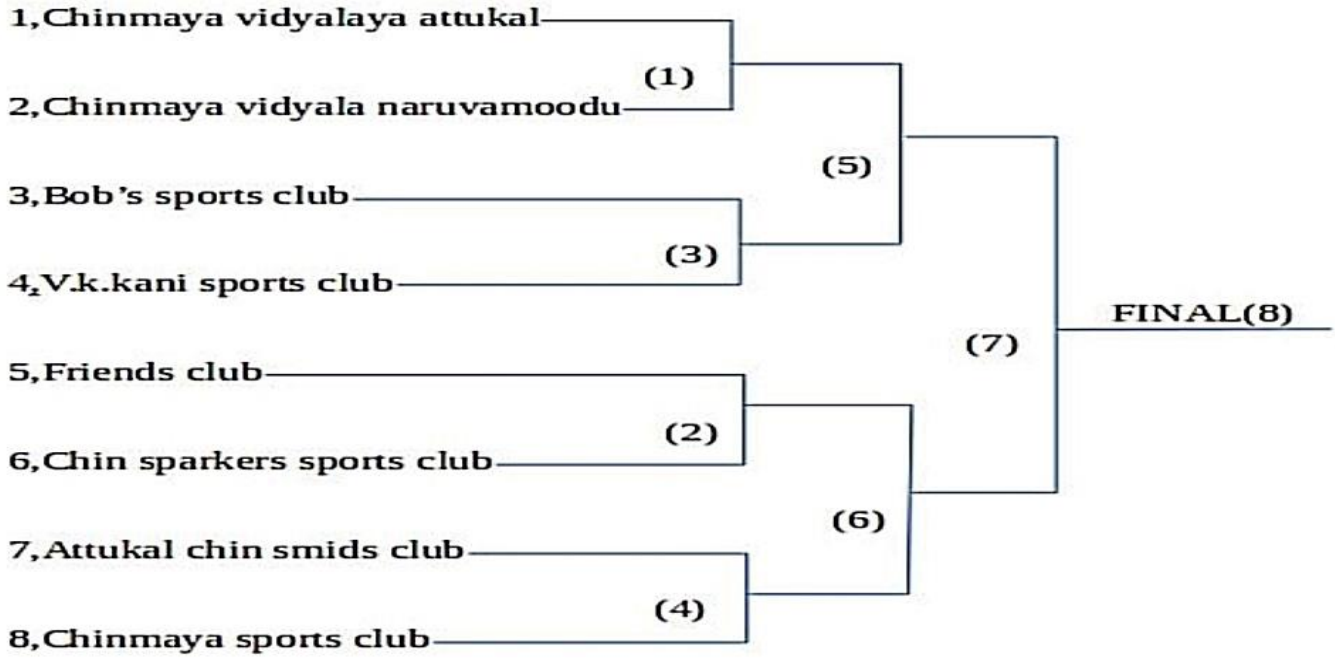 1,Chinmaya vidyalaya attukal
(1)
2,Chinmaya vidyala naruvamoodu
(5)
3,Bob's sports club
(3)
4,V.k.kani sports club
FINAL(8)
(7)
5,Friends club
(2)
6,Chin sparkers sports club
(6)
7,Attukal chin smids club
(4)
8,Chinmaya sports club